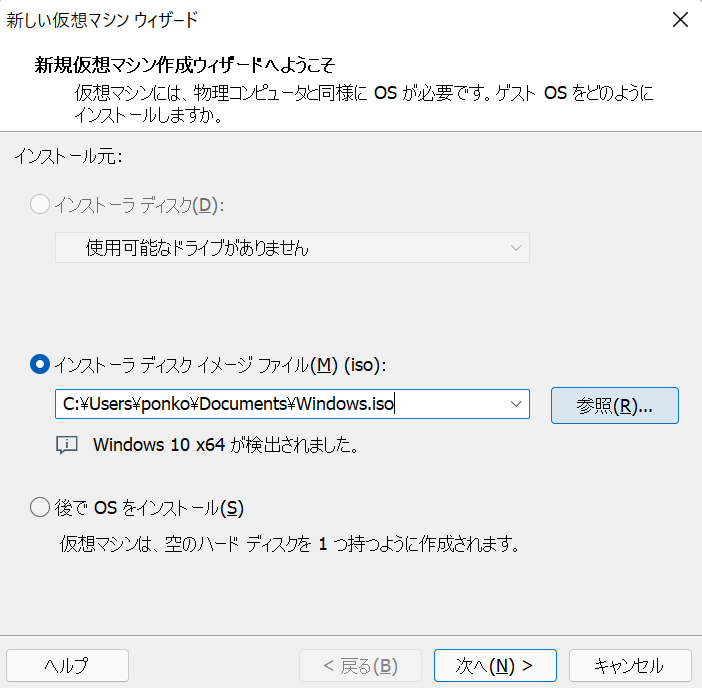 新しい仮想マシン ウィザード
新規仮想マシン作成ウィザードへようこそ
仮想マシンには、物理コンピュータと同様に OS が必要です。ゲスト OS をどのように
インストールしますか。
インストール元:
インストーラ ディスク(D):
使用可能なドライブがありません
インストーラ ディスク イメージ ファイル(M) (iso):
C:¥Users¥ponko¥Documents¥Windows.iso
参照(R)...
Windows 10 x64 が検出されました。
後で OS をインストール(S)
仮想マシンは、空のハード ディスクを 1 つ持つように作成されます。
ヘルプ
< 戻る(B)
次へ(N) >
キャンセル